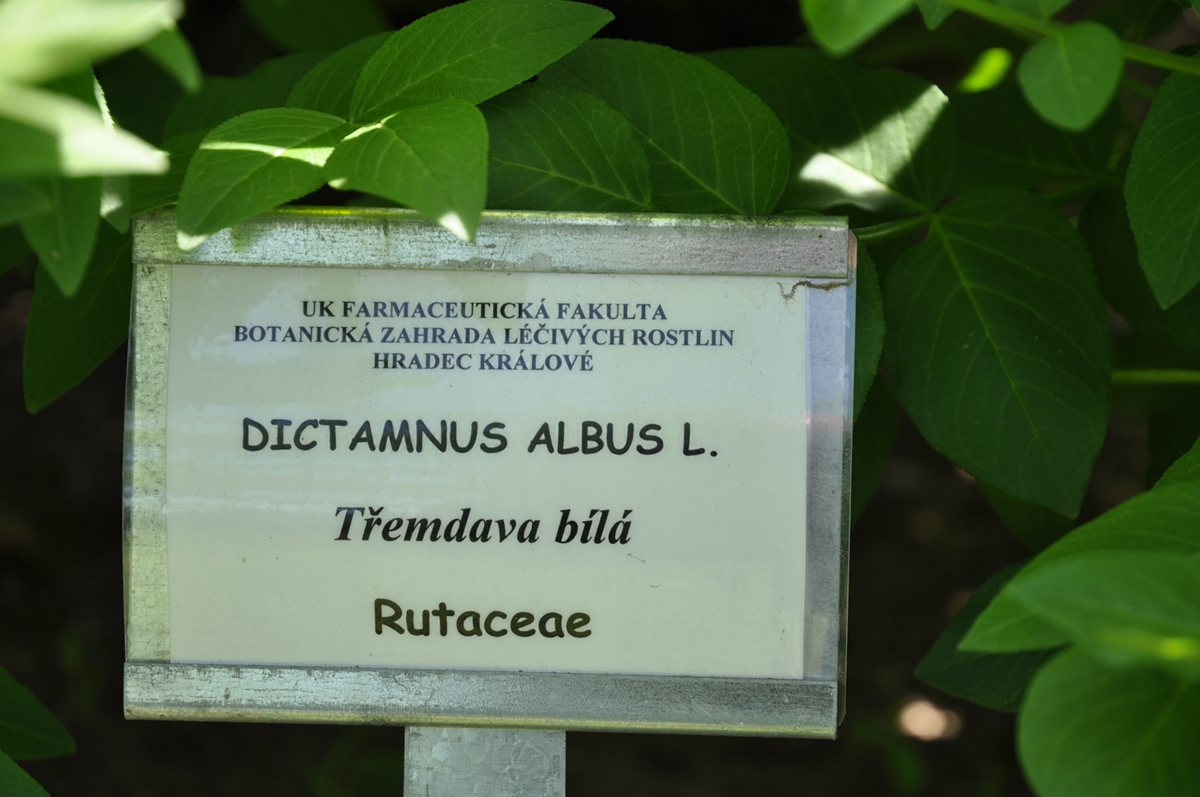 UK FARMACEUTICKÁ FAKULTA
BOTANICKÁ ZAHRADA LÉČIVÝCH ROSTLIN
HRADEC KRÁLOVÉ
DICTAMNUS ALBUS L.
Třemdava bílá
Rutaceae